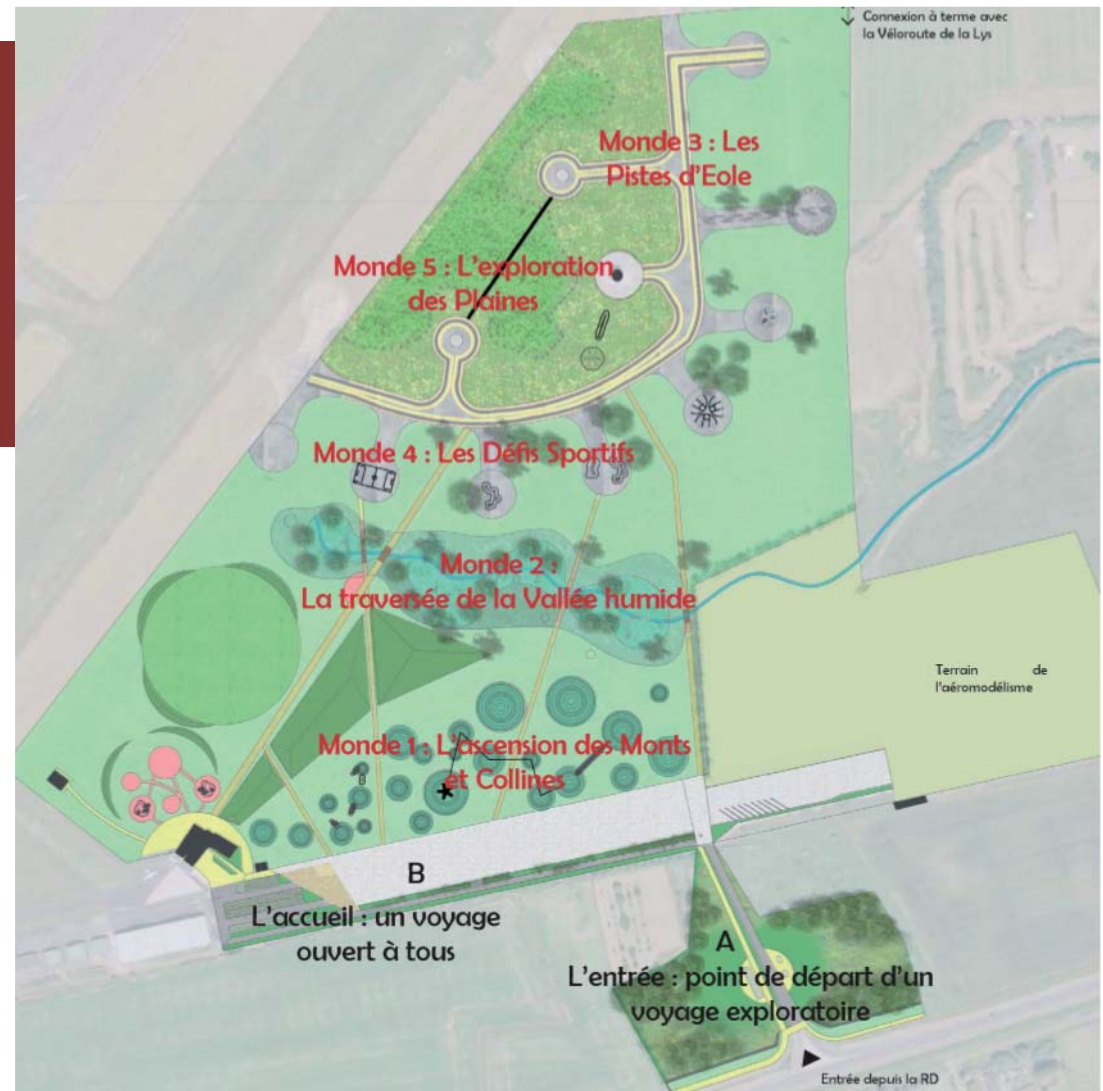 Connexion à terme avec
la Véloroute de la Lys
Monde 3 : Les
Pistes d'Eole
Monde 5 : L'exploration
des Plaines
Monde 4 : Les Défis Sportifs
Monde 2 :
La traversée de la Vallée humide
Terrain de
l'aéromodélisme
Monde 1 : L'ascension des Monts
et Collines
B
L'accueil : un voyage
ouvert à tous
A
L'entrée : point de départ d'un
voyage exploratoire
Entrée depuis la RD